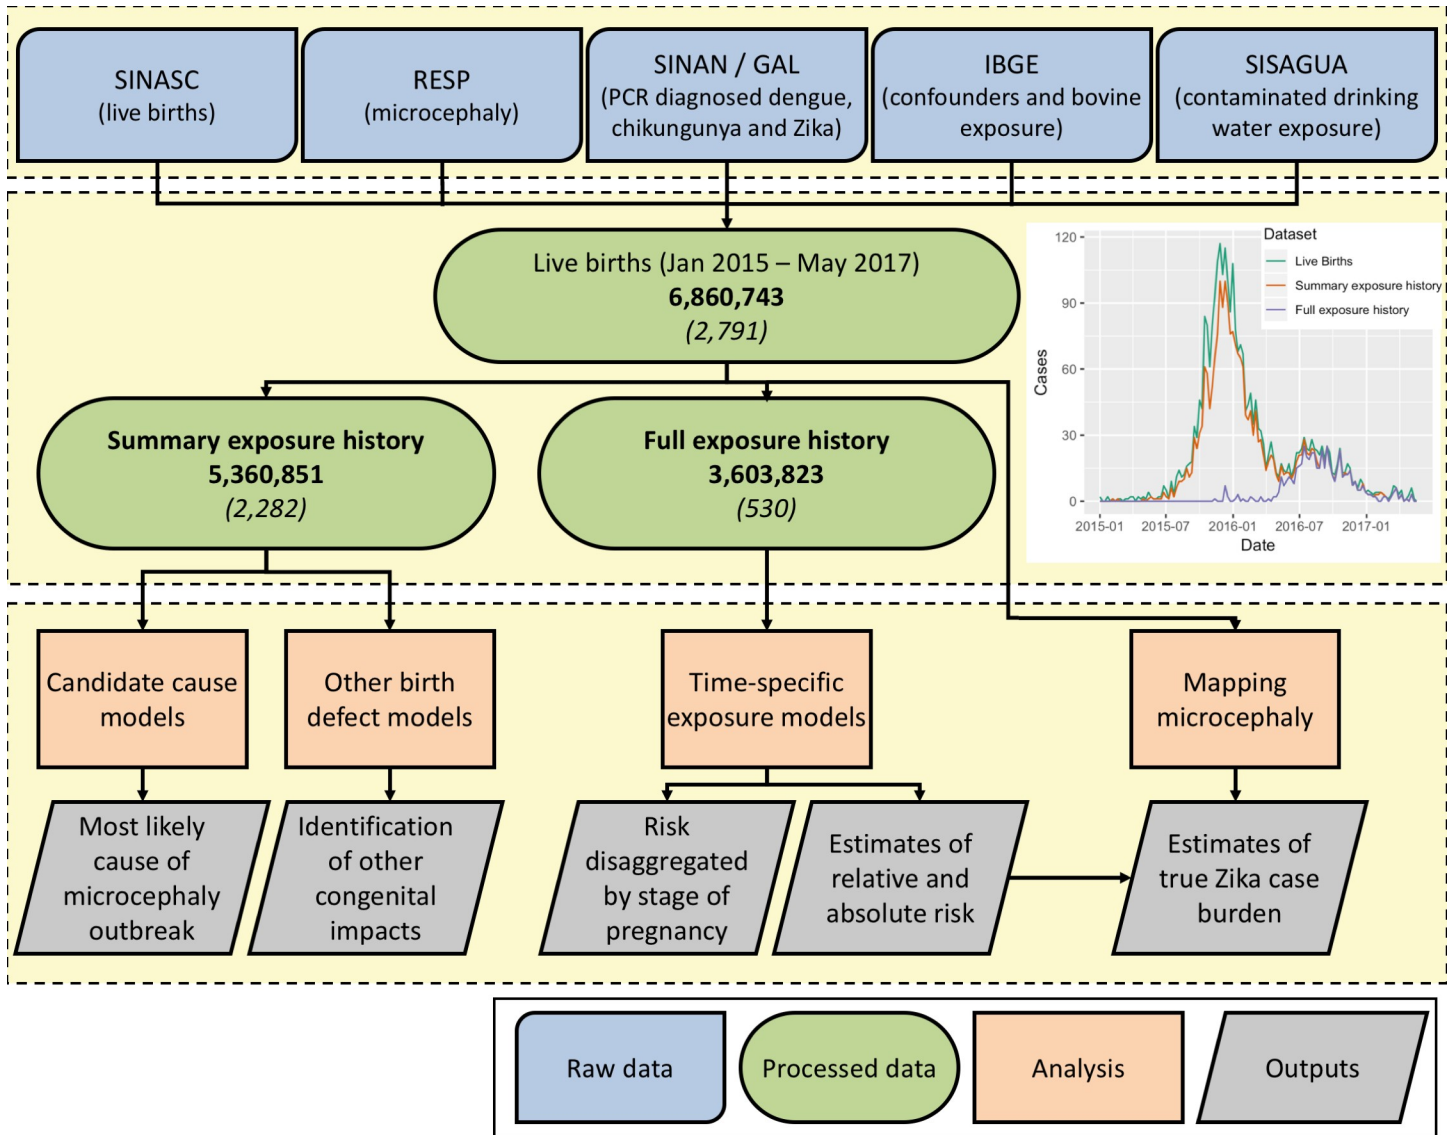 SINASC
(live births)
RESP
(microcephaly)
SINAN / GAL
(PCR diagnosed dengue,
chikungunya and Zika)
IBGE
(confounders and bovine
exposure)
SISAGUA
(contaminated drinking
water exposure)
Live births (Jan 2015 – May 2017)
6,860,743
(2,791)
Summary exposure history
5,360,851
(2,282)
Full exposure history
3,603,823
(530)
Dataset
Live Births
Summary exposure history
Full exposure history
Cases
120
90
60
30
0
2015-01
2015-07
2016-01
2016-07
2017-01
Date
Candidate cause
models
Other birth
defect models
Time-specific
exposure models
Mapping
microcephaly
Most likely
cause of
microcephaly
outbreak
Identification
of other
congenital
impacts
Risk
disaggregated
by stage of
pregnancy
Estimates of
relative and
absolute risk
Estimates of
true Zika case
burden
Raw data
Processed data
Analysis
Outputs